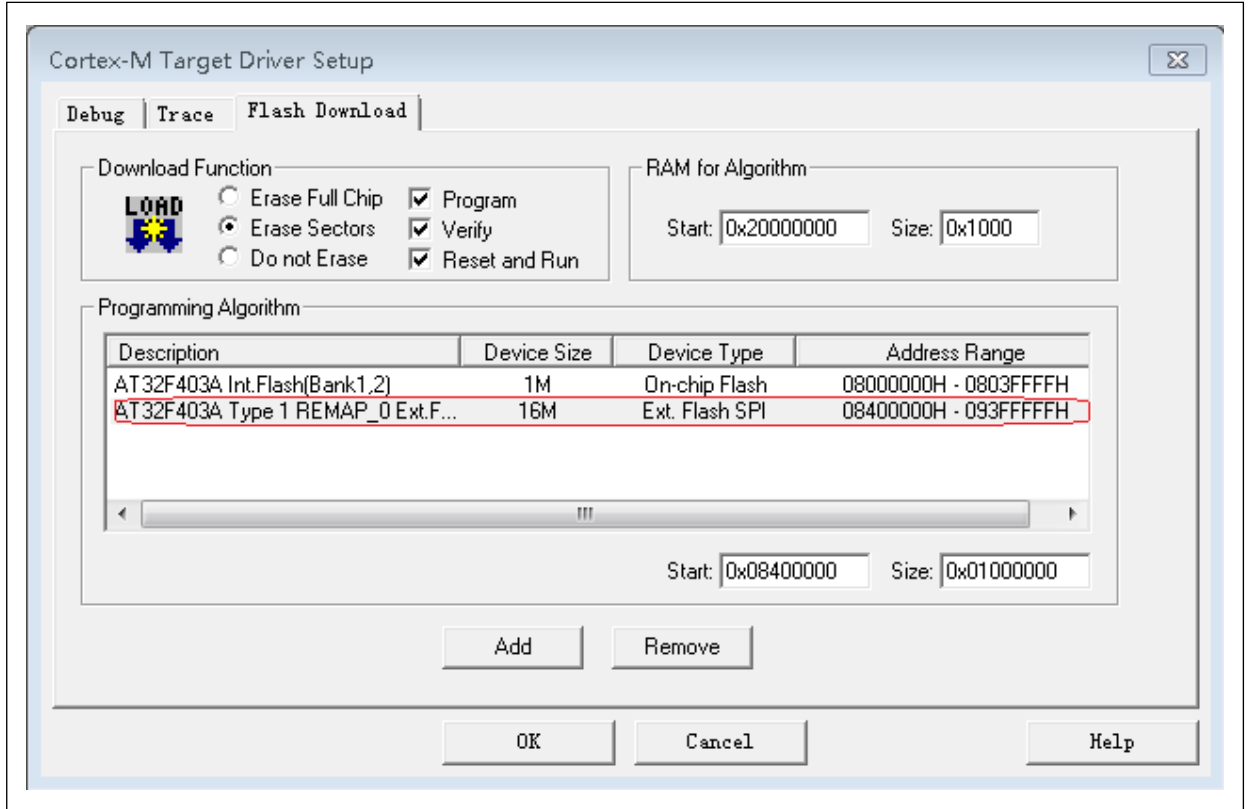 Cortex-M Target Driver Setup
Debug Trace Flash Download
Download Function
LOAD
Erase Full Chip
Erase Sectors
Do not Erase
Program
Verify
Reset and Run
RAM for Algorithm
Start: 0x20000000 Size: 0x1000
Programming Algorithm
Description Device Size Device Type Address Range
AT32F403A Int.Flash(Bank1,2) 1M On-chip Flash 08000000H - 0803FFFFH
AT32F403A Type 1 REMAP_0 Ext.F... 16M Ext. Flash SPI 08400000H - 093FFFFFH
Start: 0x08400000 Size: 0x01000000
Add Remove
OK Cancel Help